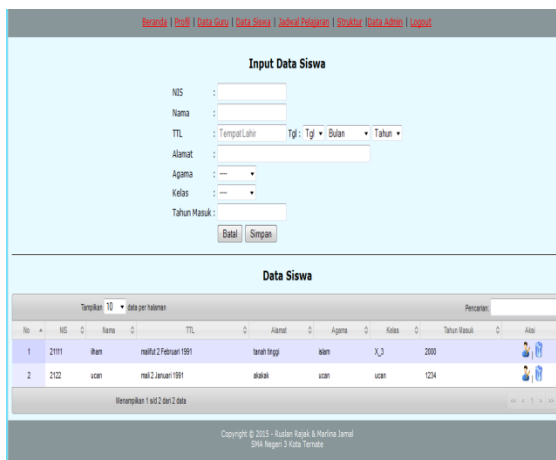 Beranda | Profil | Data Guru | Data Siswa | Jadwal Pelajaran | Struktur |Data Admin | Logout
Input Data Siswa
NIS :
Nama :
TTL : Tempat Lahir Tgl : Tgl Bulan Tahun
Alamat :
Agama : ---
Kelas : ---
Tahun Masuk :
Batal Simpan
Data Siswa
Tampilkan 10 data per halaman Pencarian:
No NIS Nama TTL Alamat Agama Kelas Tahun Masuk Aksi
1 21111 ilham malifut 2 Februari 1991 tanah tinggi islam X_3 2000 |
2 2122 ucan mali 2 Januari 1991 akakak ucan ucan 1234 |
Menampilkan 1 s/d 2 dari 2 data << < 1 > >>
Copyright © 2015 - Ruslan Rajak & Marlina Jamal
SMA Negeri 3 Kota Ternate